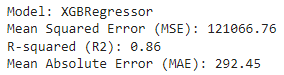 Model: XGBRegressor
Mean Squared Error (MSE): 121066.76
R-squared (R2): 0.86
Mean Absolute Error (MAE): 292.45